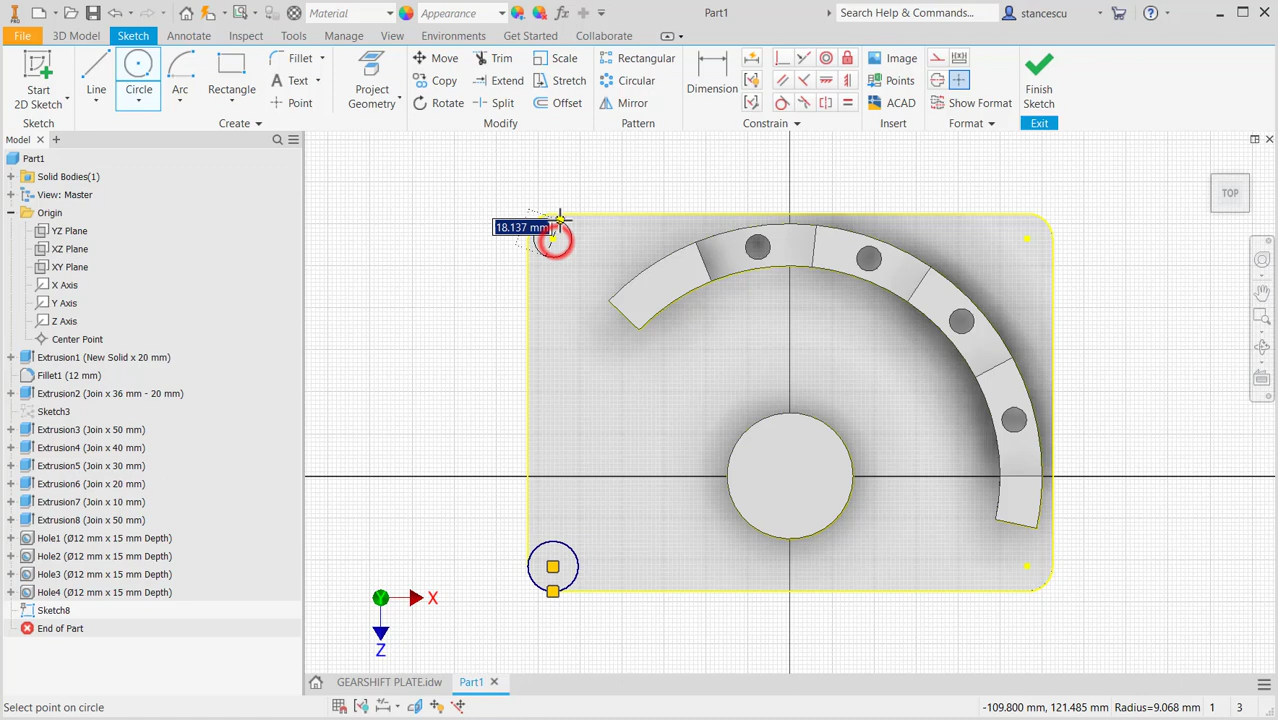 PRO
Material
Appearance
Part1
Search Help & Commands...
stancescu
File
3D Model
Sketch
Annotate
Inspect
Tools
Manage
View
Environments
Get Started
Collaborate
Start
2D Sketch
Line
Circle
Arc
Rectangle
Fillet
Text
Point
Project
Geometry
Move
Trim
Scale
Copy
Extend
Stretch
Rotate
Split
Offset
Rectangular
Circular
Mirror
Dimension
Image
Points
ACAD
Show Format
Finish
Sketch
Sketch
Create
Modify
Pattern
Constrain
Insert
Format
Exit
Model
Part1
Solid Bodies(1)
View: Master
Origin
YZ Plane
XZ Plane
XY Plane
X Axis
Y Axis
Z Axis
Center Point
Extrusion1 (New Solid x 20 mm)
Fillet1 (12 mm)
Extrusion2 (Join x 36 mm - 20 mm)
Sketch3
Extrusion3 (Join x 50 mm)
Extrusion4 (Join x 40 mm)
Extrusion5 (Join x 30 mm)
Extrusion6 (Join x 20 mm)
Extrusion7 (Join x 10 mm)
Extrusion8 (Join x 50 mm)
Hole1 (Ø12 mm x 15 mm Depth)
Hole2 (Ø12 mm x 15 mm Depth)
Hole3 (Ø12 mm x 15 mm Depth)
Hole4 (Ø12 mm x 15 mm Depth)
Sketch8
End of Part
18.137 mm
TOP
Y
X
Z
GEARSHIFT PLATE.idw
Part1
Select point on circle
-109.800 mm, 121.485 mm
Radius=9.068 mm
1
3